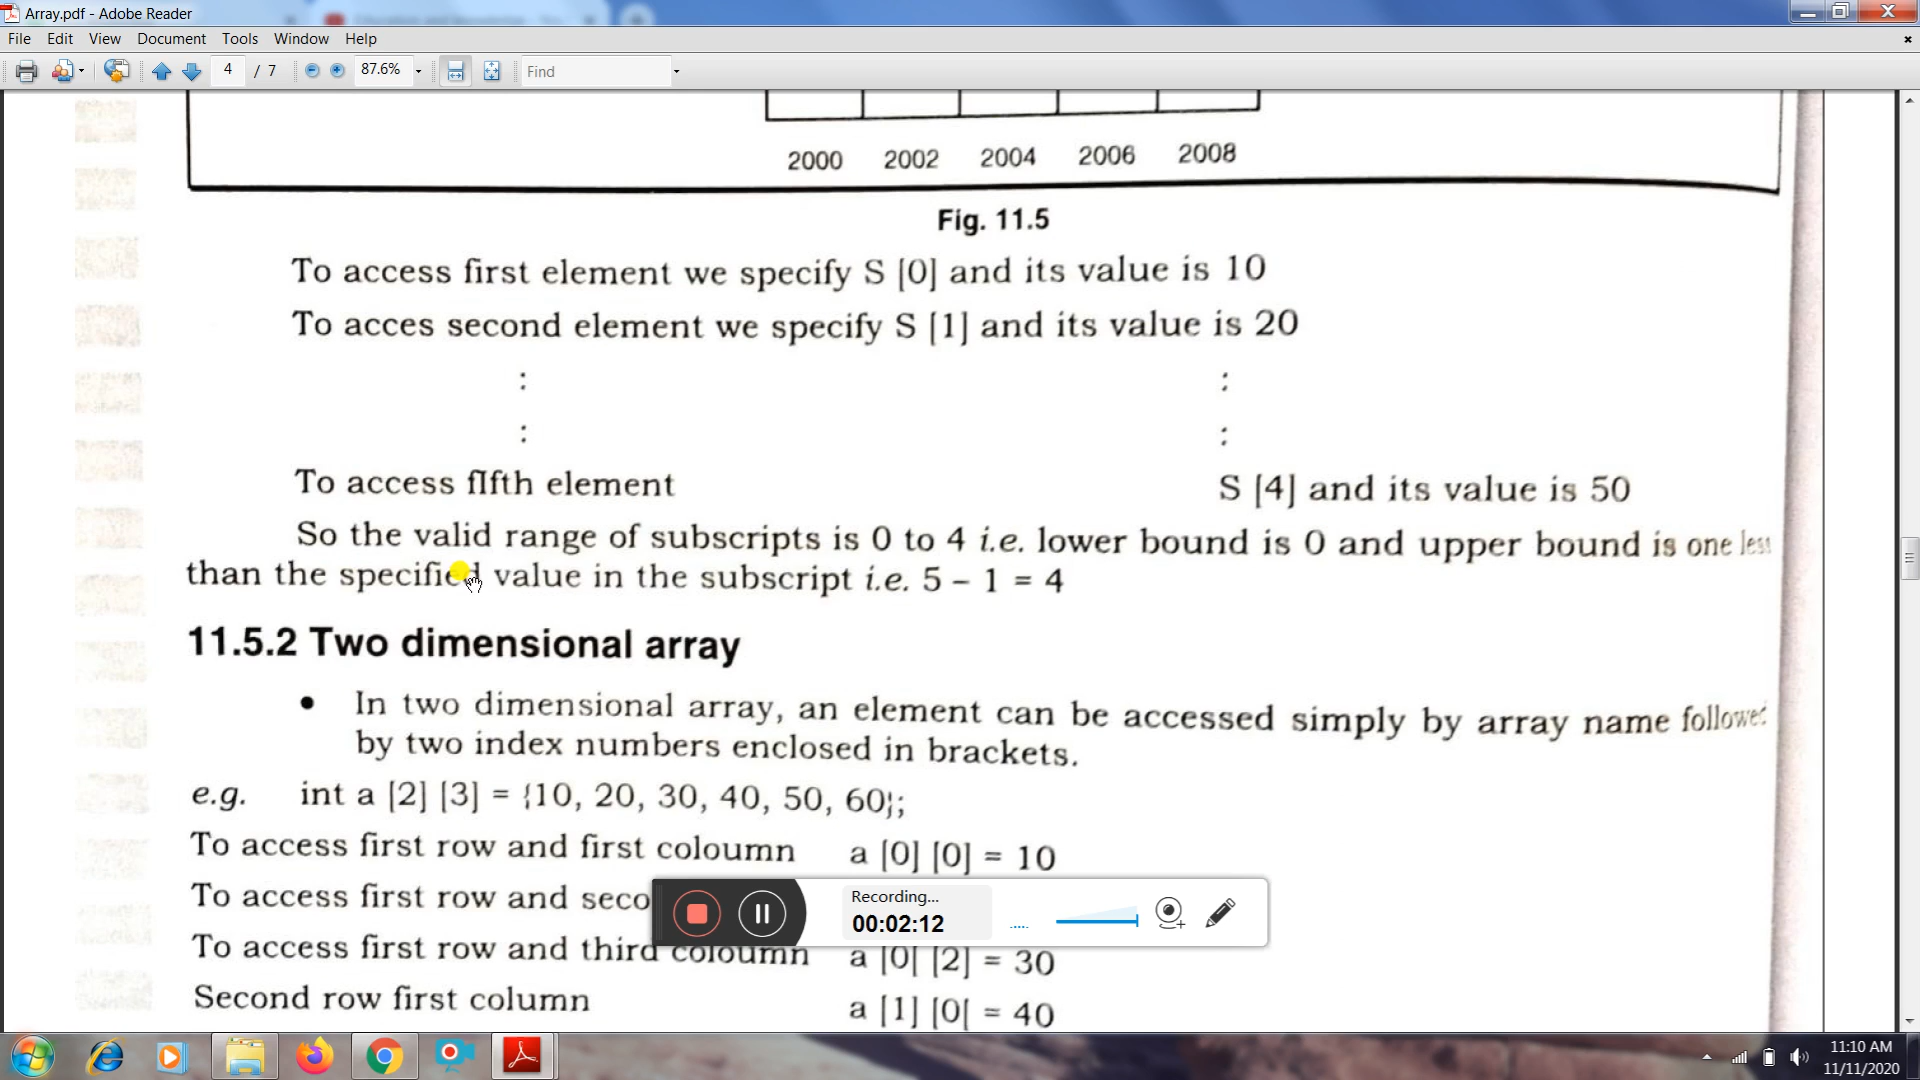 Array.pdf - Adobe Reader
File Edit View Document Tools Window Help
4 / 7 87.6% Find
2000 2002 2004 2006 2008
Fig. 11.5
To access first element we specify S [0] and its value is 10
To acces second element we specify S [1] and its value is 20
: :
: :
To access fIfth element S [4] and its value is 50
So the valid range of subscripts is 0 to 4 i.e. lower bound is 0 and upper bound is one less
than the specified value in the subscript i.e. 5 – 1 = 4
11.5.2 Two dimensional array
• In two dimensional array, an element can be accessed simply by array name followed
by two index numbers enclosed in brackets.
e.g. int a [2] [3] = {10, 20, 30, 40, 50, 60};
To access first row and first coloumn a [0] [0] = 10
To access first row and seco
Recording...
00:02:12
To access first row and third coloumn a [0[ [2] = 30
Second row first column a [1] [0[ = 40
11:10 AM
11/11/2020